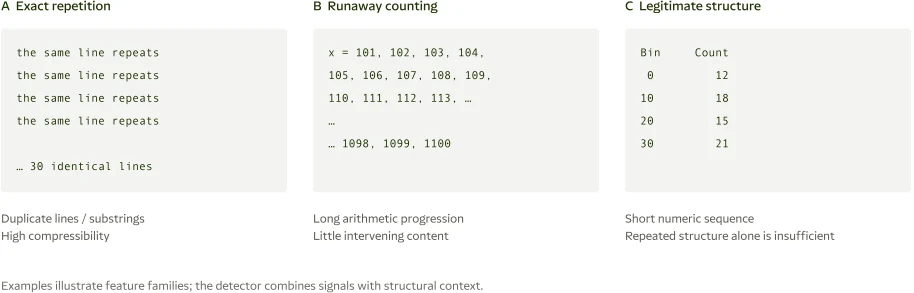 A Exact repetition
the same line repeats
the same line repeats
the same line repeats
the same line repeats
… 30 identical lines
Duplicate lines / substrings
High compressibility
B Runaway counting
x = 101, 102, 103, 104,
105, 106, 107, 108, 109,
110, 111, 112, 113, …
…
… 1098, 1099, 1100
Long arithmetic progression
Little intervening content
C Legitimate structure
Bin Count
0 12
10 18
20 15
30 21
Short numeric sequence
Repeated structure alone is insufficient
Examples illustrate feature families; the detector combines signals with structural context.